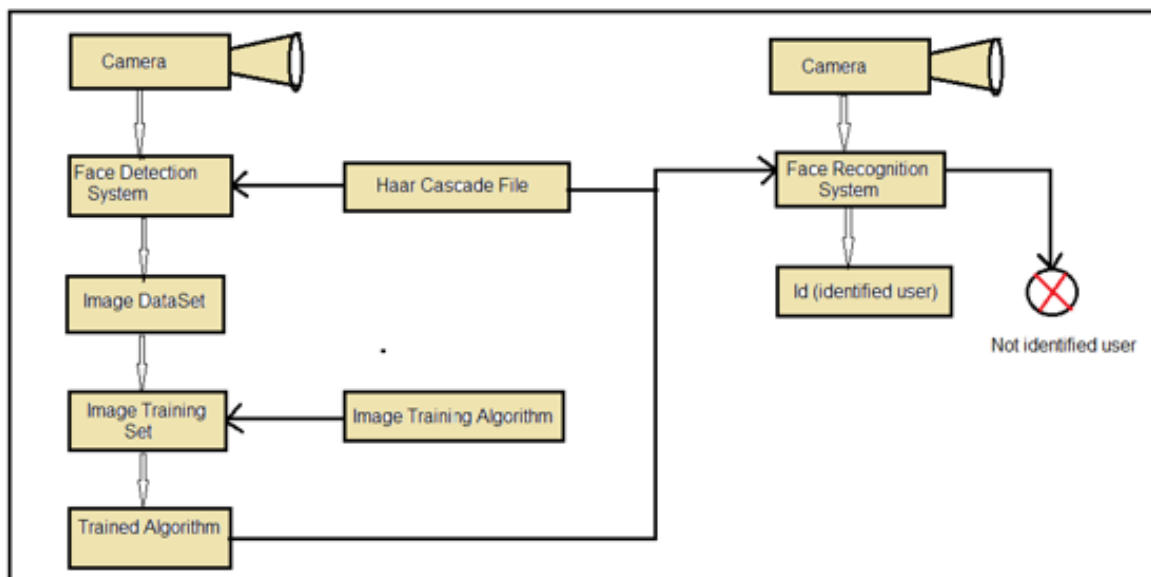 Camera
Face Detection
System
Haar Cascade File
Image DataSet
Image Training
Set
Image Training Algorithm
Trained Algorithm
Camera
Face Recognition
System
Id (identified user)
Not identified user